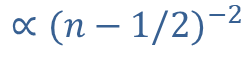 ∝ (n − 1/2)⁻²